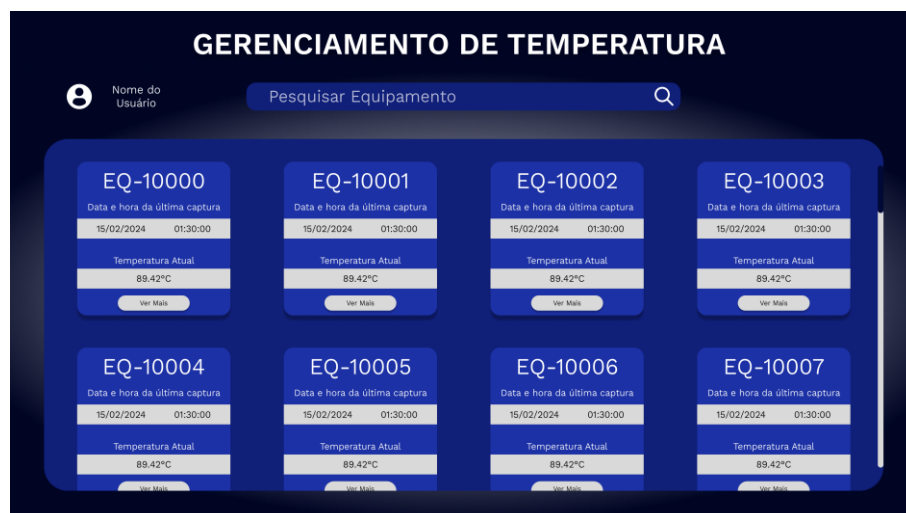 GERENCIAMENTO DE TEMPERATURA
Nome do
Usuário
Pesquisar Equipamento
EQ-10000 EQ-10001 EQ-10002 EQ-10003
Data e hora da última captura Data e hora da última captura Data e hora da última captura Data e hora da última captura
15/02/2024 01:30:00 15/02/2024 01:30:00 15/02/2024 01:30:00 15/02/2024 01:30:00
Temperatura Atual Temperatura Atual Temperatura Atual Temperatura Atual
89.42°C 89.42°C 89.42°C 89.42°C
Ver Mais Ver Mais Ver Mais Ver Mais
EQ-10004 EQ-10005 EQ-10006 EQ-10007
Data e hora da última captura Data e hora da última captura Data e hora da última captura Data e hora da última captura
15/02/2024 01:30:00 15/02/2024 01:30:00 15/02/2024 01:30:00 15/02/2024 01:30:00
Temperatura Atual Temperatura Atual Temperatura Atual Temperatura Atual
89.42°C 89.42°C 89.42°C 89.42°C
Ver Mais Ver Mais Ver Mais Ver Mais